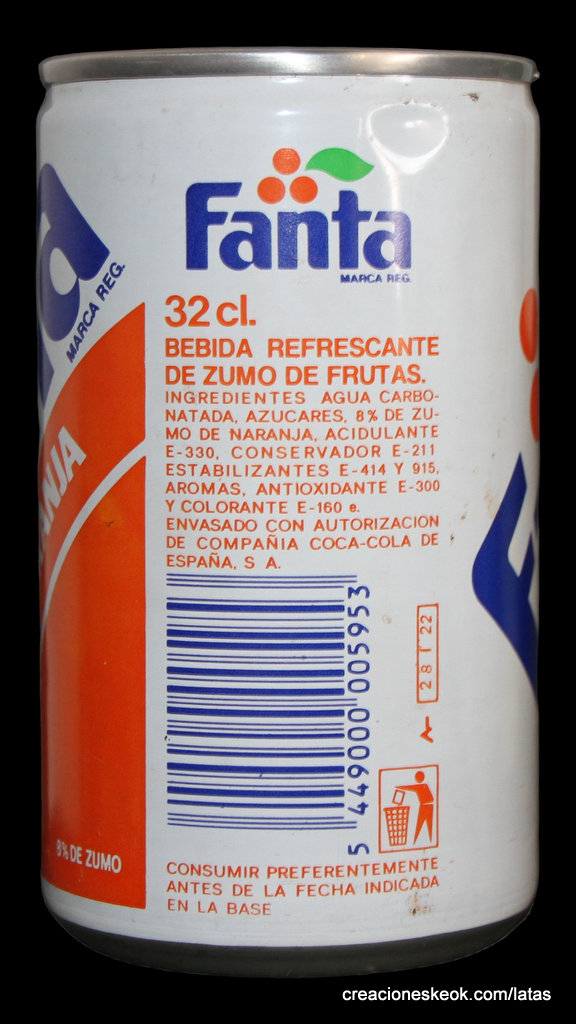 Fanta
MARCA REG.
MARCA REG.
32 cl.
BEBIDA REFRESCANTE
DE ZUMO DE FRUTAS.
INGREDIENTES AGUA CARBO-
NATADA, AZUCARES, 8% DE ZU-
MO DE NARANJA, ACIDULANTE
E-330, CONSERVADOR E-211
ESTABILIZANTES E-414 Y 915,
AROMAS, ANTIOXIDANTE E-300
Y COLORANTE E-160 e.
ENVASADO CON AUTORIZACION
DE COMPAÑIA COCA-COLA DE
ESPAÑA, S A.
ANJA
5 449000 005953
8% DE ZUMO
CONSUMIR PREFERENTEMENTE
ANTES DE LA FECHA INDICADA
EN LA BASE
creacioneskeok.com/latas